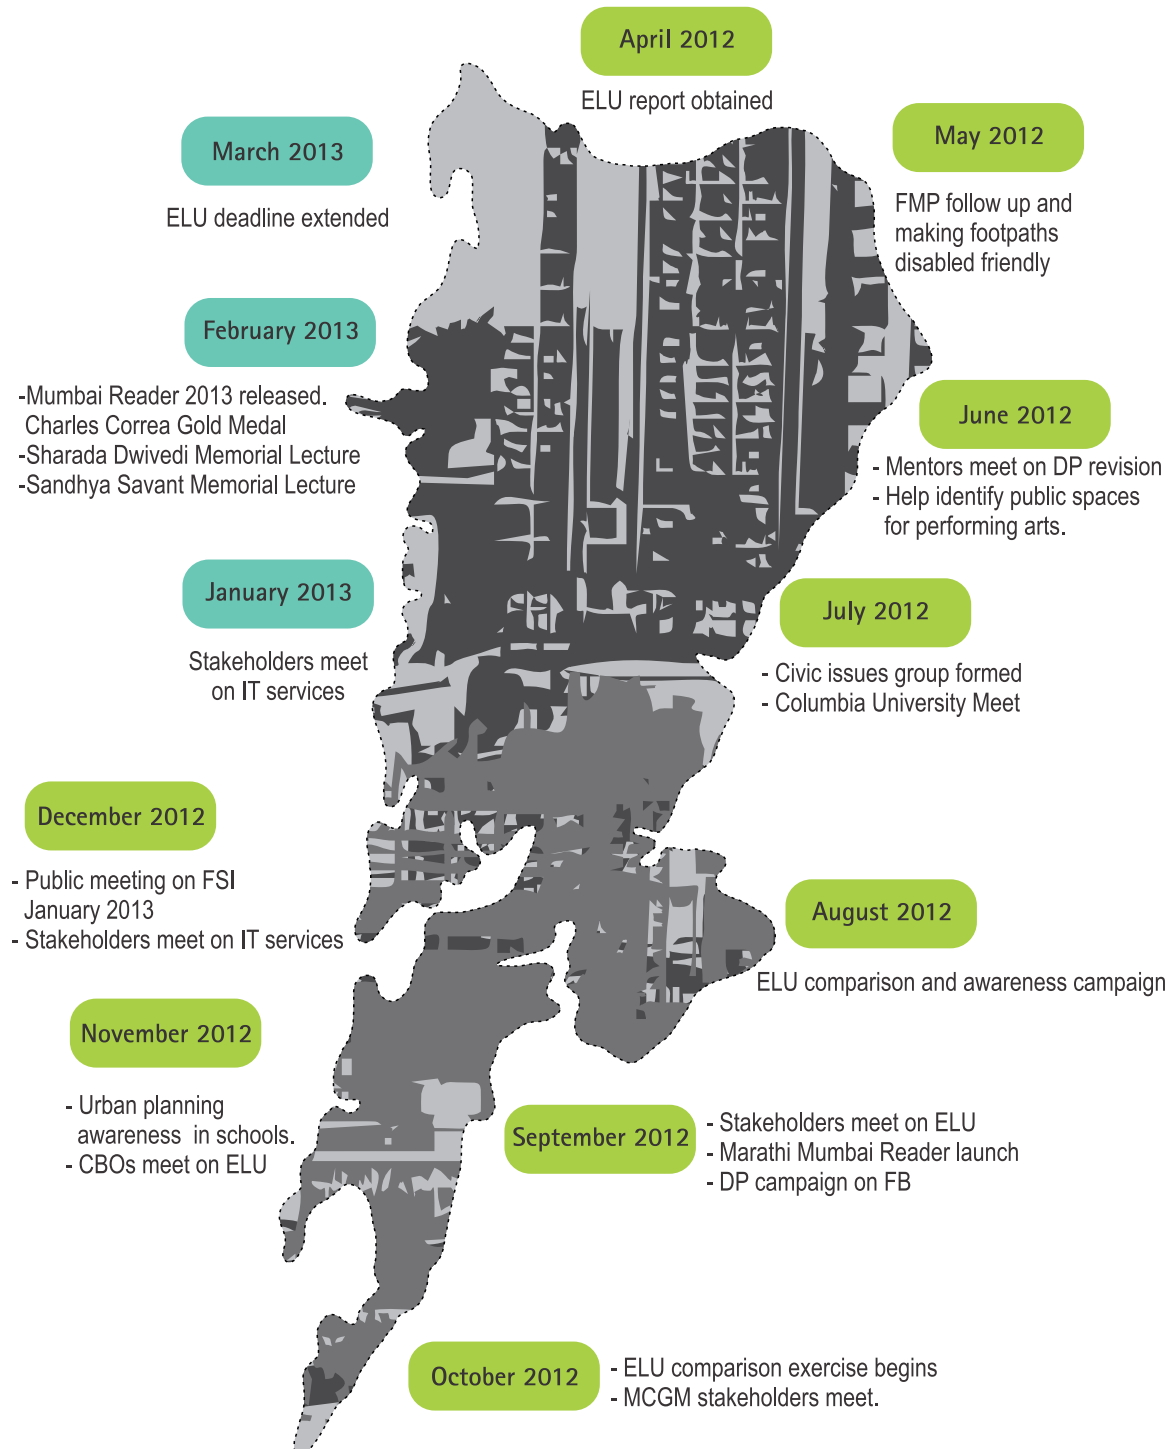 April 2012
ELU report obtained
May 2012
FMP follow up and
making footpaths
disabled friendly
June 2012
- Mentors meet on DP revision
- Help identify public spaces
for performing arts.
July 2012
- Civic issues group formed
- Columbia University Meet
August 2012
ELU comparison and awareness campaign
September 2012
- Stakeholders meet on ELU
- Marathi Mumbai Reader launch
- DP campaign on FB
October 2012
- ELU comparison exercise begins
- MCGM stakeholders meet.
November 2012
- Urban planning
awareness in schools.
- CBOs meet on ELU
December 2012
- Public meeting on FSI
January 2013
- Stakeholders meet on IT services
January 2013
Stakeholders meet
on IT services
February 2013
-Mumbai Reader 2013 released.
Charles Correa Gold Medal
-Sharada Dwivedi Memorial Lecture
-Sandhya Savant Memorial Lecture
March 2013
ELU deadline extended